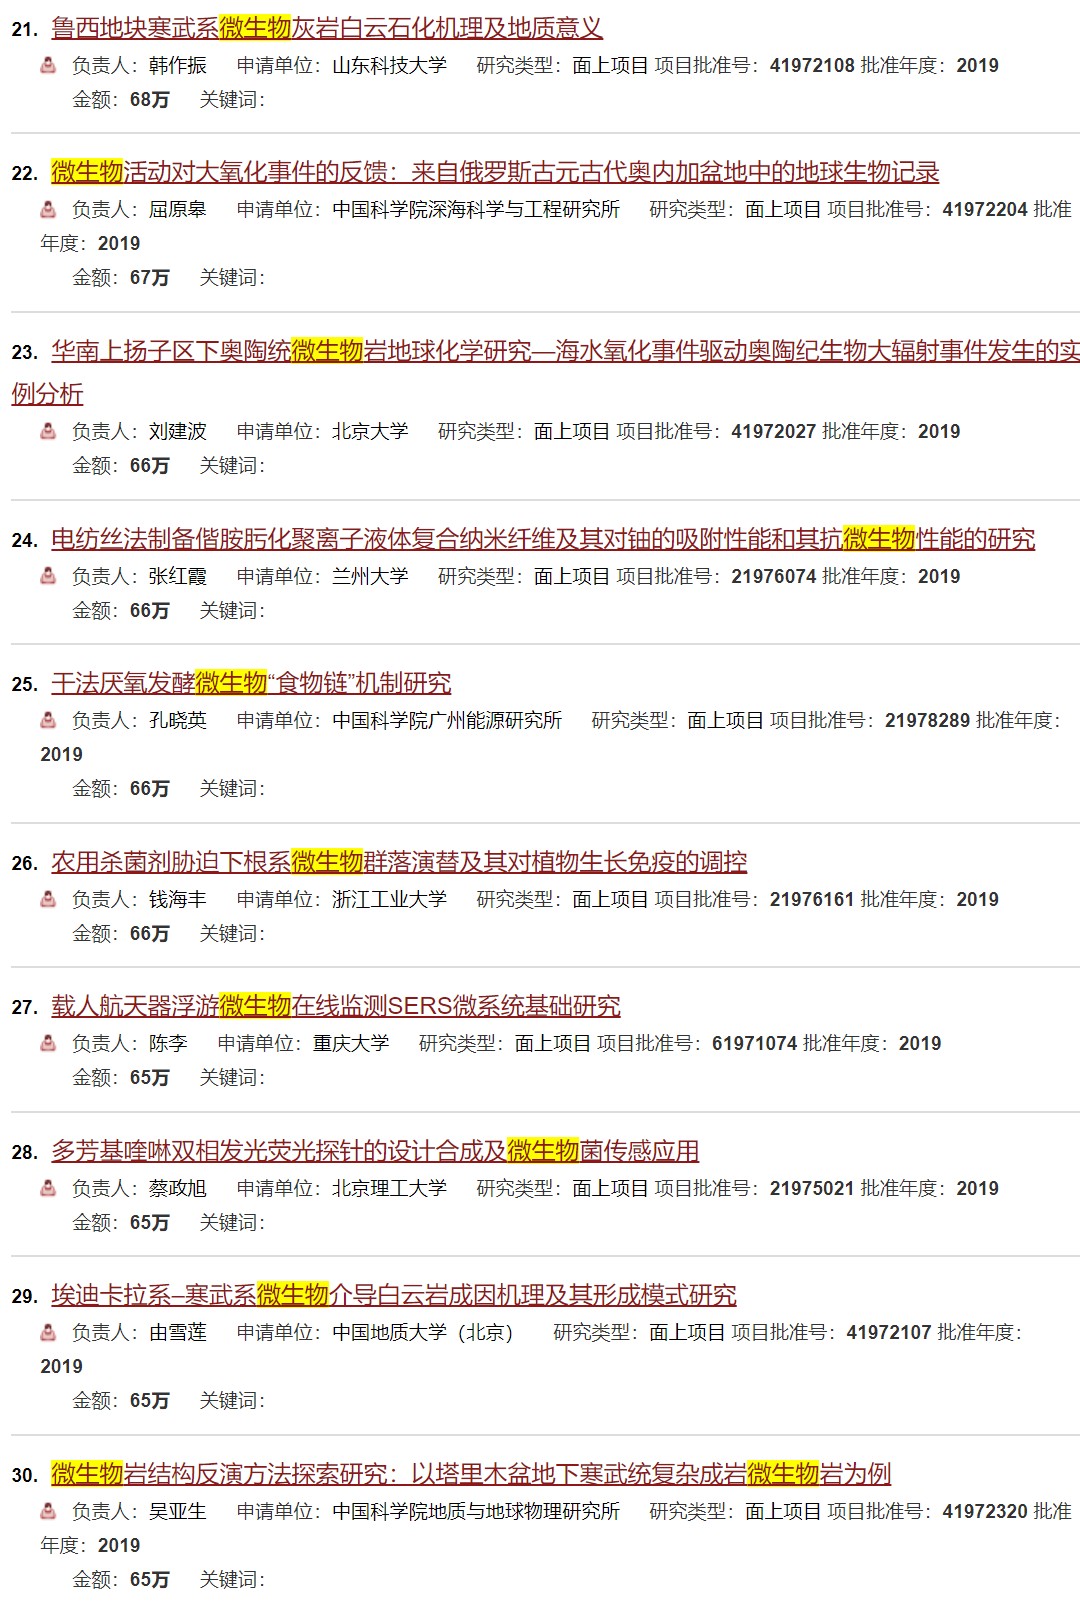 21. 鲁西地块寒武系微生物灰岩白云石化机理及地质意义
负责人：韩作振 申请单位：山东科技大学 研究类型：面上项目 项目批准号：41972108 批准年度：2019
金额：68万 关键词：
22. 微生物活动对大氧化事件的反馈：来自俄罗斯古元古代奥内加盆地中的地球生物记录
负责人：屈原皋 申请单位：中国科学院深海科学与工程研究所 研究类型：面上项目 项目批准号：41972204 批准
年度：2019
金额：67万 关键词：
23. 华南上扬子区下奥陶统微生物岩地球化学研究—海水氧化事件驱动奥陶纪生物大辐射事件发生的实
例分析
负责人：刘建波 申请单位：北京大学 研究类型：面上项目 项目批准号：41972027 批准年度：2019
金额：66万 关键词：
24. 电纺丝法制备偕胺肟化聚离子液体复合纳米纤维及其对铀的吸附性能和其抗微生物性能的研究
负责人：张红霞 申请单位：兰州大学 研究类型：面上项目 项目批准号：21976074 批准年度：2019
金额：66万 关键词：
25. 干法厌氧发酵微生物“食物链”机制研究
负责人：孔晓英 申请单位：中国科学院广州能源研究所 研究类型：面上项目 项目批准号：21978289 批准年度：
2019
金额：66万 关键词：
26. 农用杀菌剂胁迫下根系微生物群落演替及其对植物生长免疫的调控
负责人：钱海丰 申请单位：浙江工业大学 研究类型：面上项目 项目批准号：21976161 批准年度：2019
金额：66万 关键词：
27. 载人航天器浮游微生物在线监测SERS微系统基础研究
负责人：陈李 申请单位：重庆大学 研究类型：面上项目 项目批准号：61971074 批准年度：2019
金额：65万 关键词：
28. 多芳基喹啉双相发光荧光探针的设计合成及微生物菌传感应用
负责人：蔡政旭 申请单位：北京理工大学 研究类型：面上项目 项目批准号：21975021 批准年度：2019
金额：65万 关键词：
29. 埃迪卡拉系–寒武系微生物介导白云岩成因机理及其形成模式研究
负责人：由雪莲 申请单位：中国地质大学（北京） 研究类型：面上项目 项目批准号：41972107 批准年度：
2019
金额：65万 关键词：
30. 微生物岩结构反演方法探索研究：以塔里木盆地下寒武统复杂成岩微生物岩为例
负责人：吴亚生 申请单位：中国科学院地质与地球物理研究所 研究类型：面上项目 项目批准号：41972320 批准
年度：2019
金额：65万 关键词：